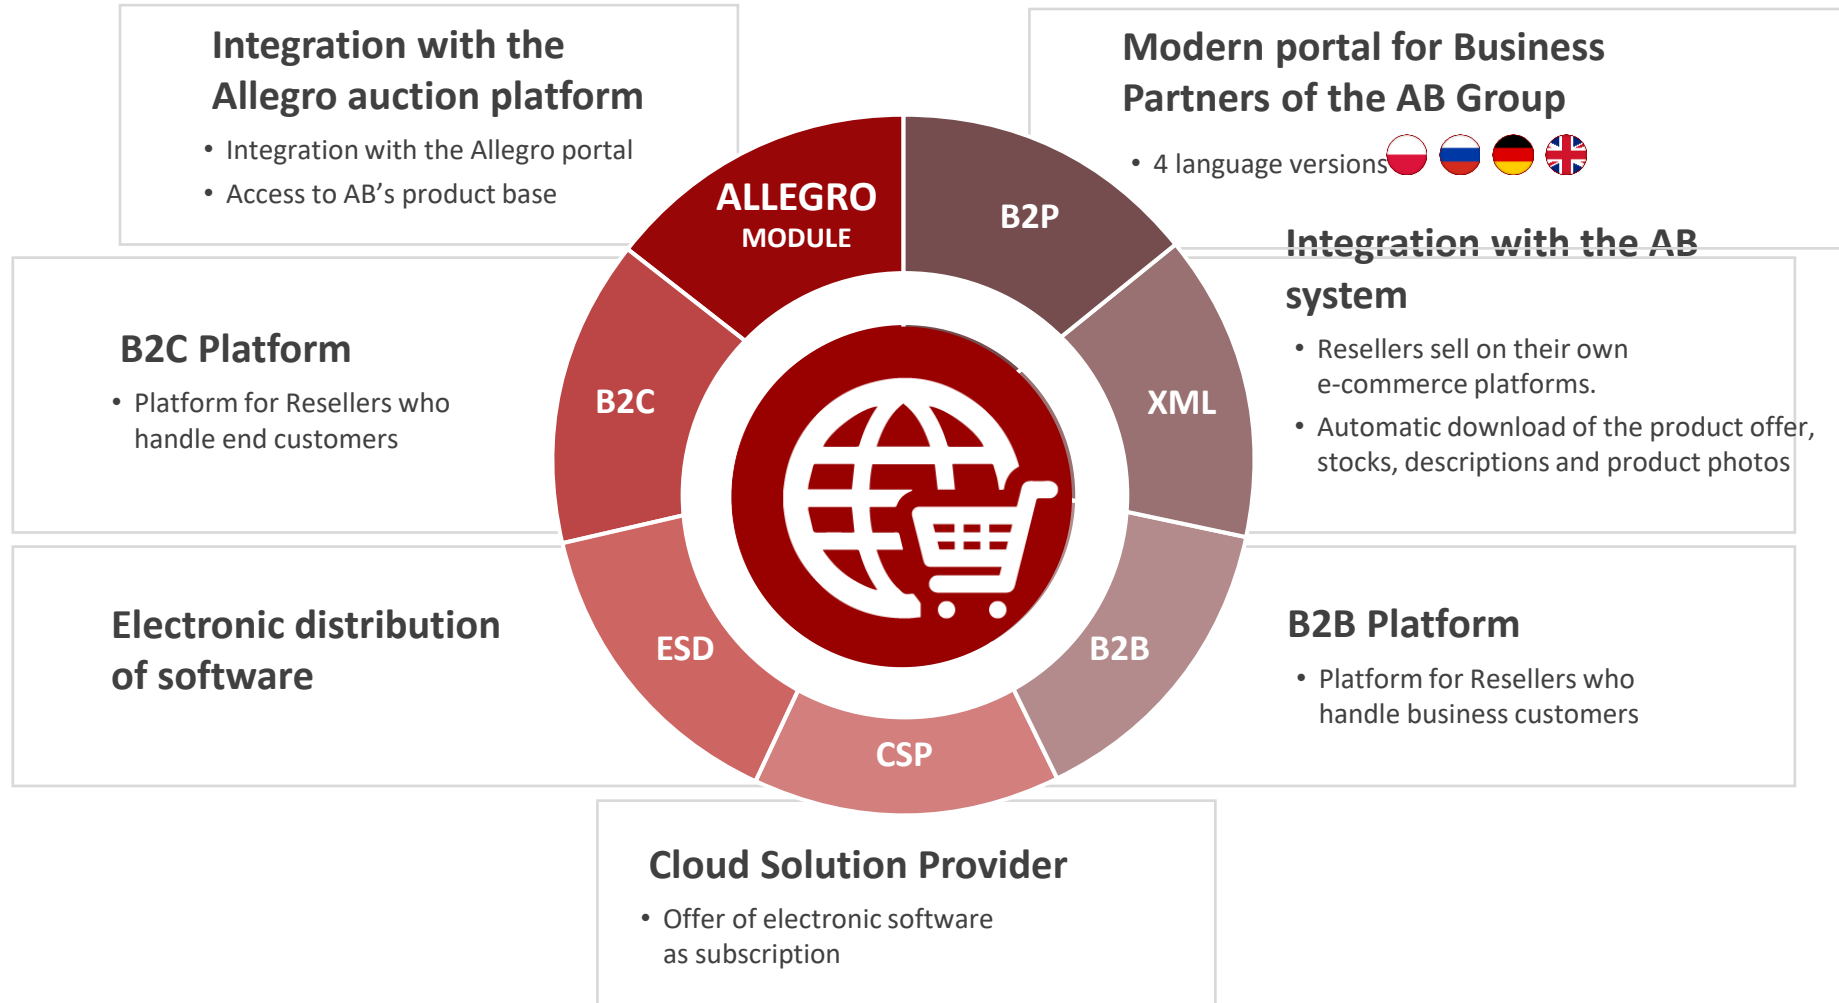 Integration with the
Allegro auction platform
• Integration with the Allegro portal
• Access to AB's product base
Modern portal for Business
Partners of the AB Group
• 4 language versions
ALLEGRO
MODULE
B2P
Integration with the AB
system
• Resellers sell on their own
e-commerce platforms.
• Automatic download of the product offer,
stocks, descriptions and product photos
B2C Platform
• Platform for Resellers who
handle end customers
B2C
XML
Electronic distribution
of software
ESD
B2B
B2B Platform
• Platform for Resellers who
handle business customers
CSP
Cloud Solution Provider
• Offer of electronic software
as subscription